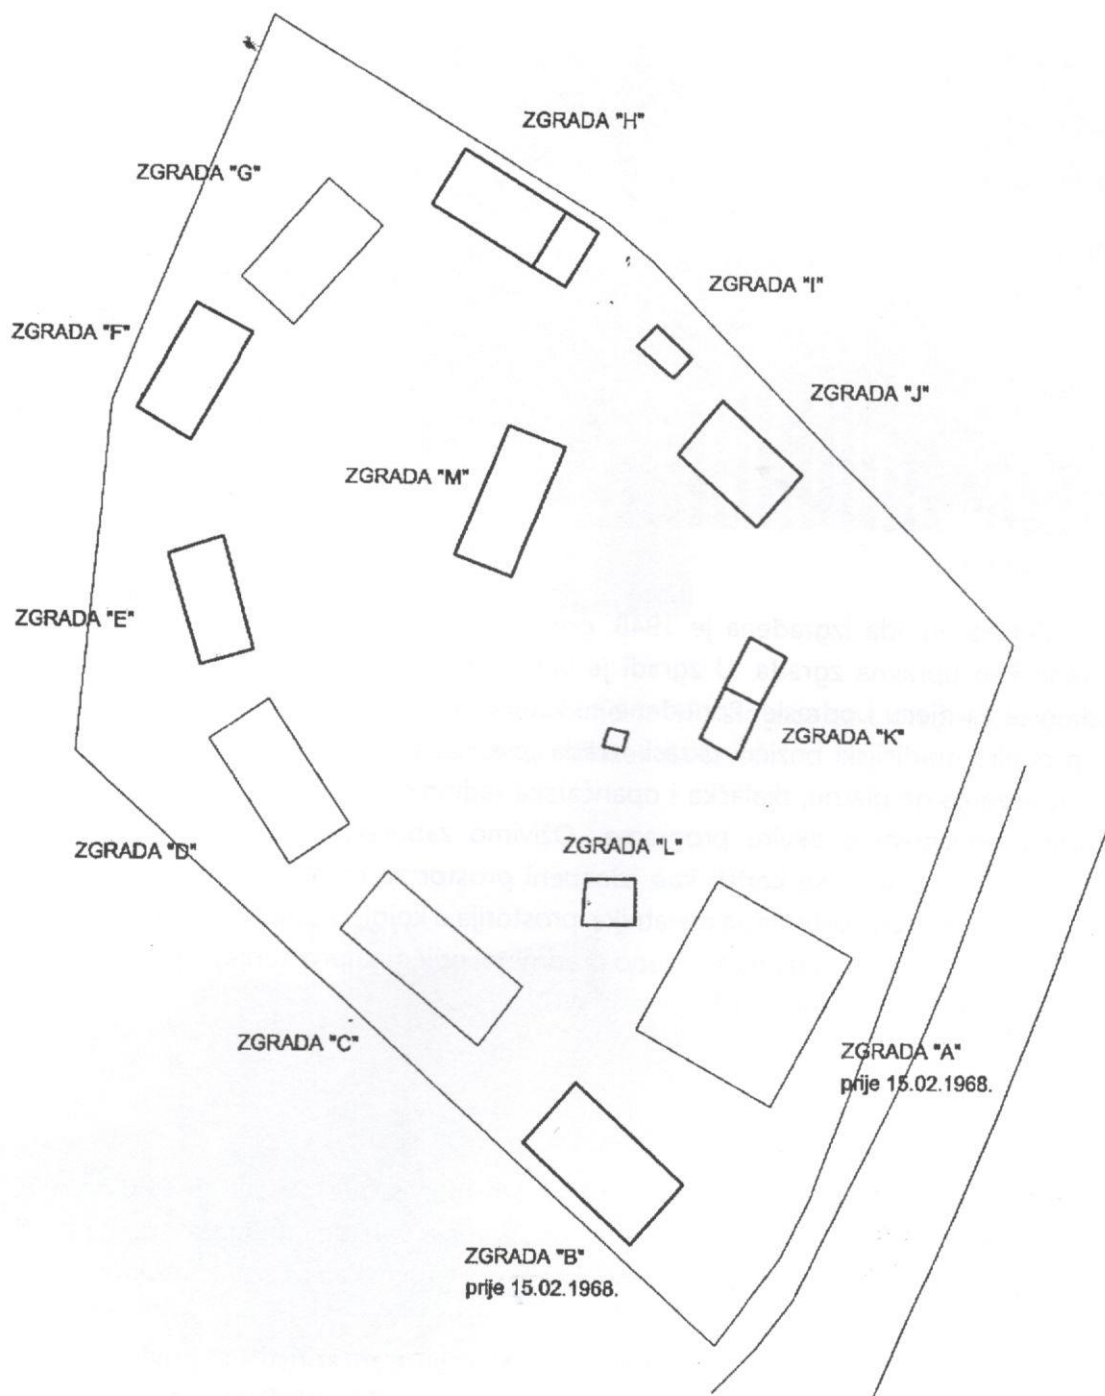 ZGRADA "H"
ZGRADA "G"
ZGRADA "I"
ZGRADA "F"
ZGRADA "J"
ZGRADA "M"
ZGRADA "E"
ZGRADA "K"
ZGRADA "D"
ZGRADA "L"
ZGRADA "C"
ZGRADA "A"
prije 15.02.1968.
ZGRADA "B"
prije 15.02.1968.